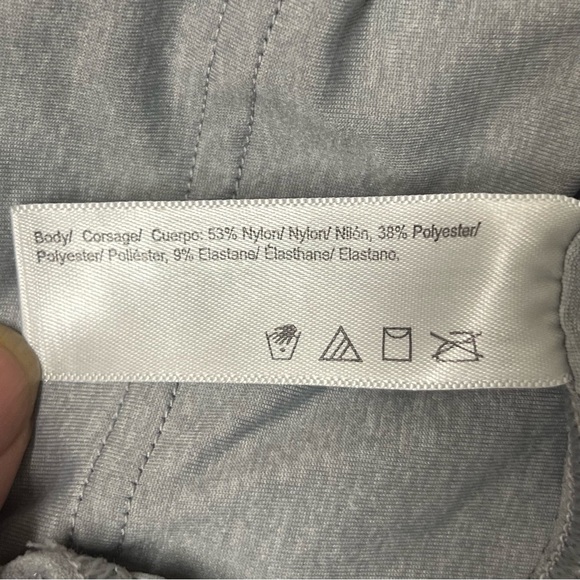 Body/ Corsage/ Cuerpo: 53% Nylon/ Nylon/ Nilón, 38% Polyester/
Polyester/ Poliéster, 9% Elastane/ Élasthane/ Elastano.